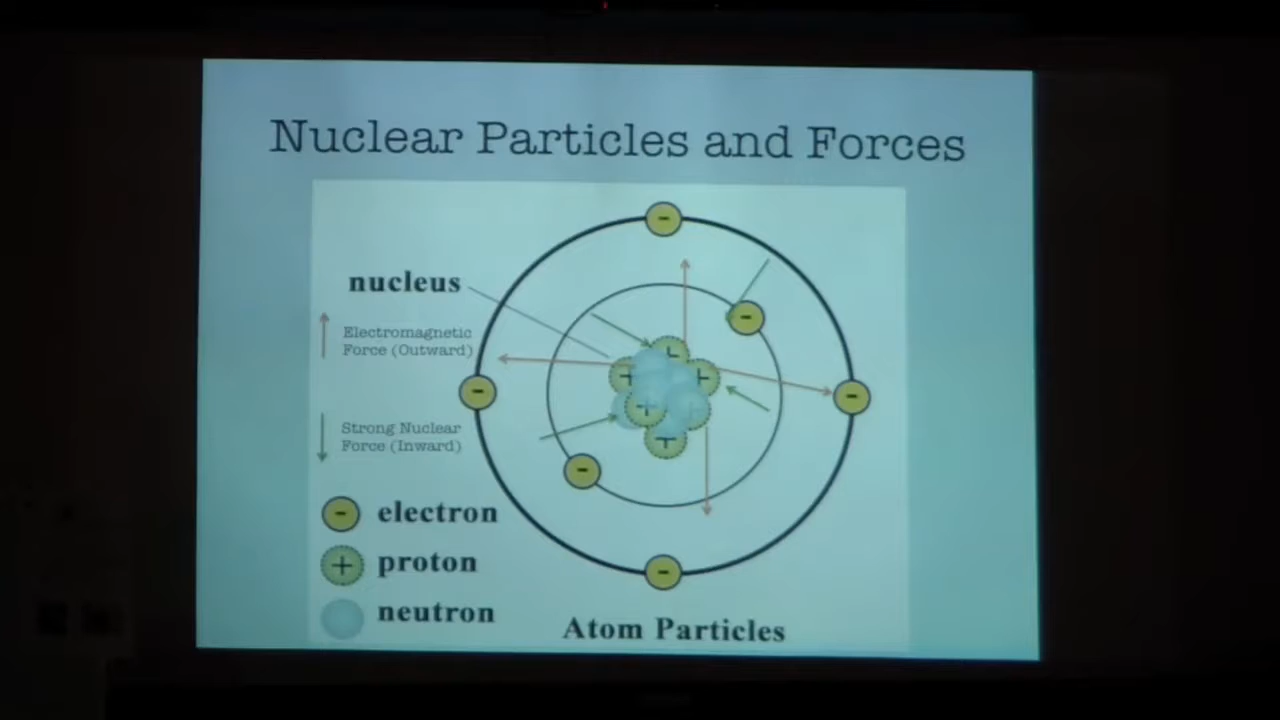 Nuclear Particles and Forces
nucleus
Electromagnetic
Force (Outward)
Strong Nuclear
Force (Inward)
- electron
+ proton
neutron
Atom Particles